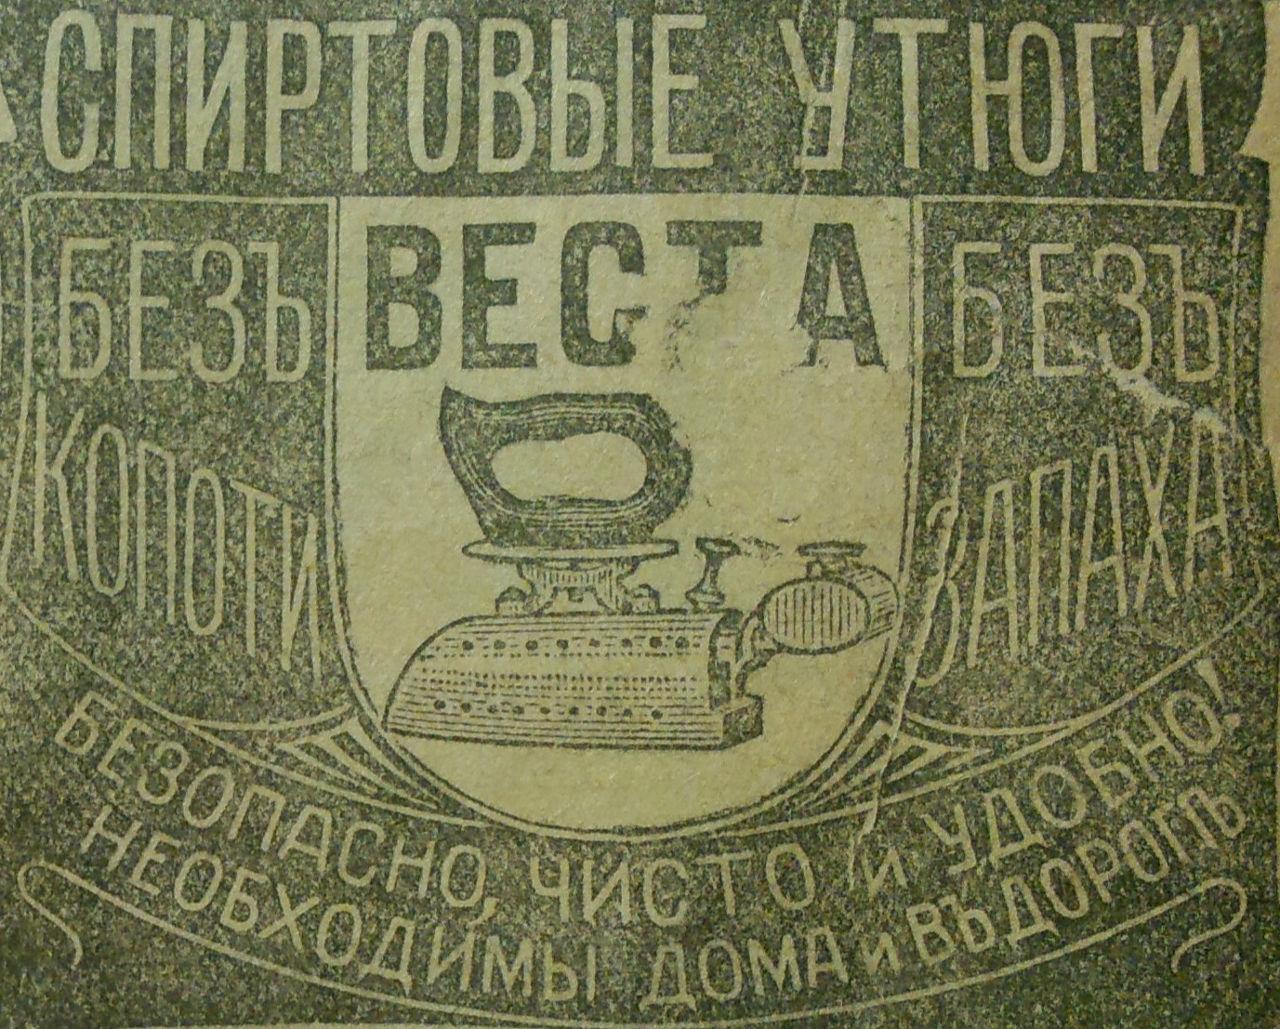 СПИРТОВЫЕ УТЮГИ
ВЕСТА
БЕЗЪ
КОПОТИ
БЕЗЪ
ЗАПАХА
БЕЗОПАСНО, ЧИСТО И УДОБНО!
НЕОБХОДИМЫ ДОМА И ВЪ ДОРОГѢ